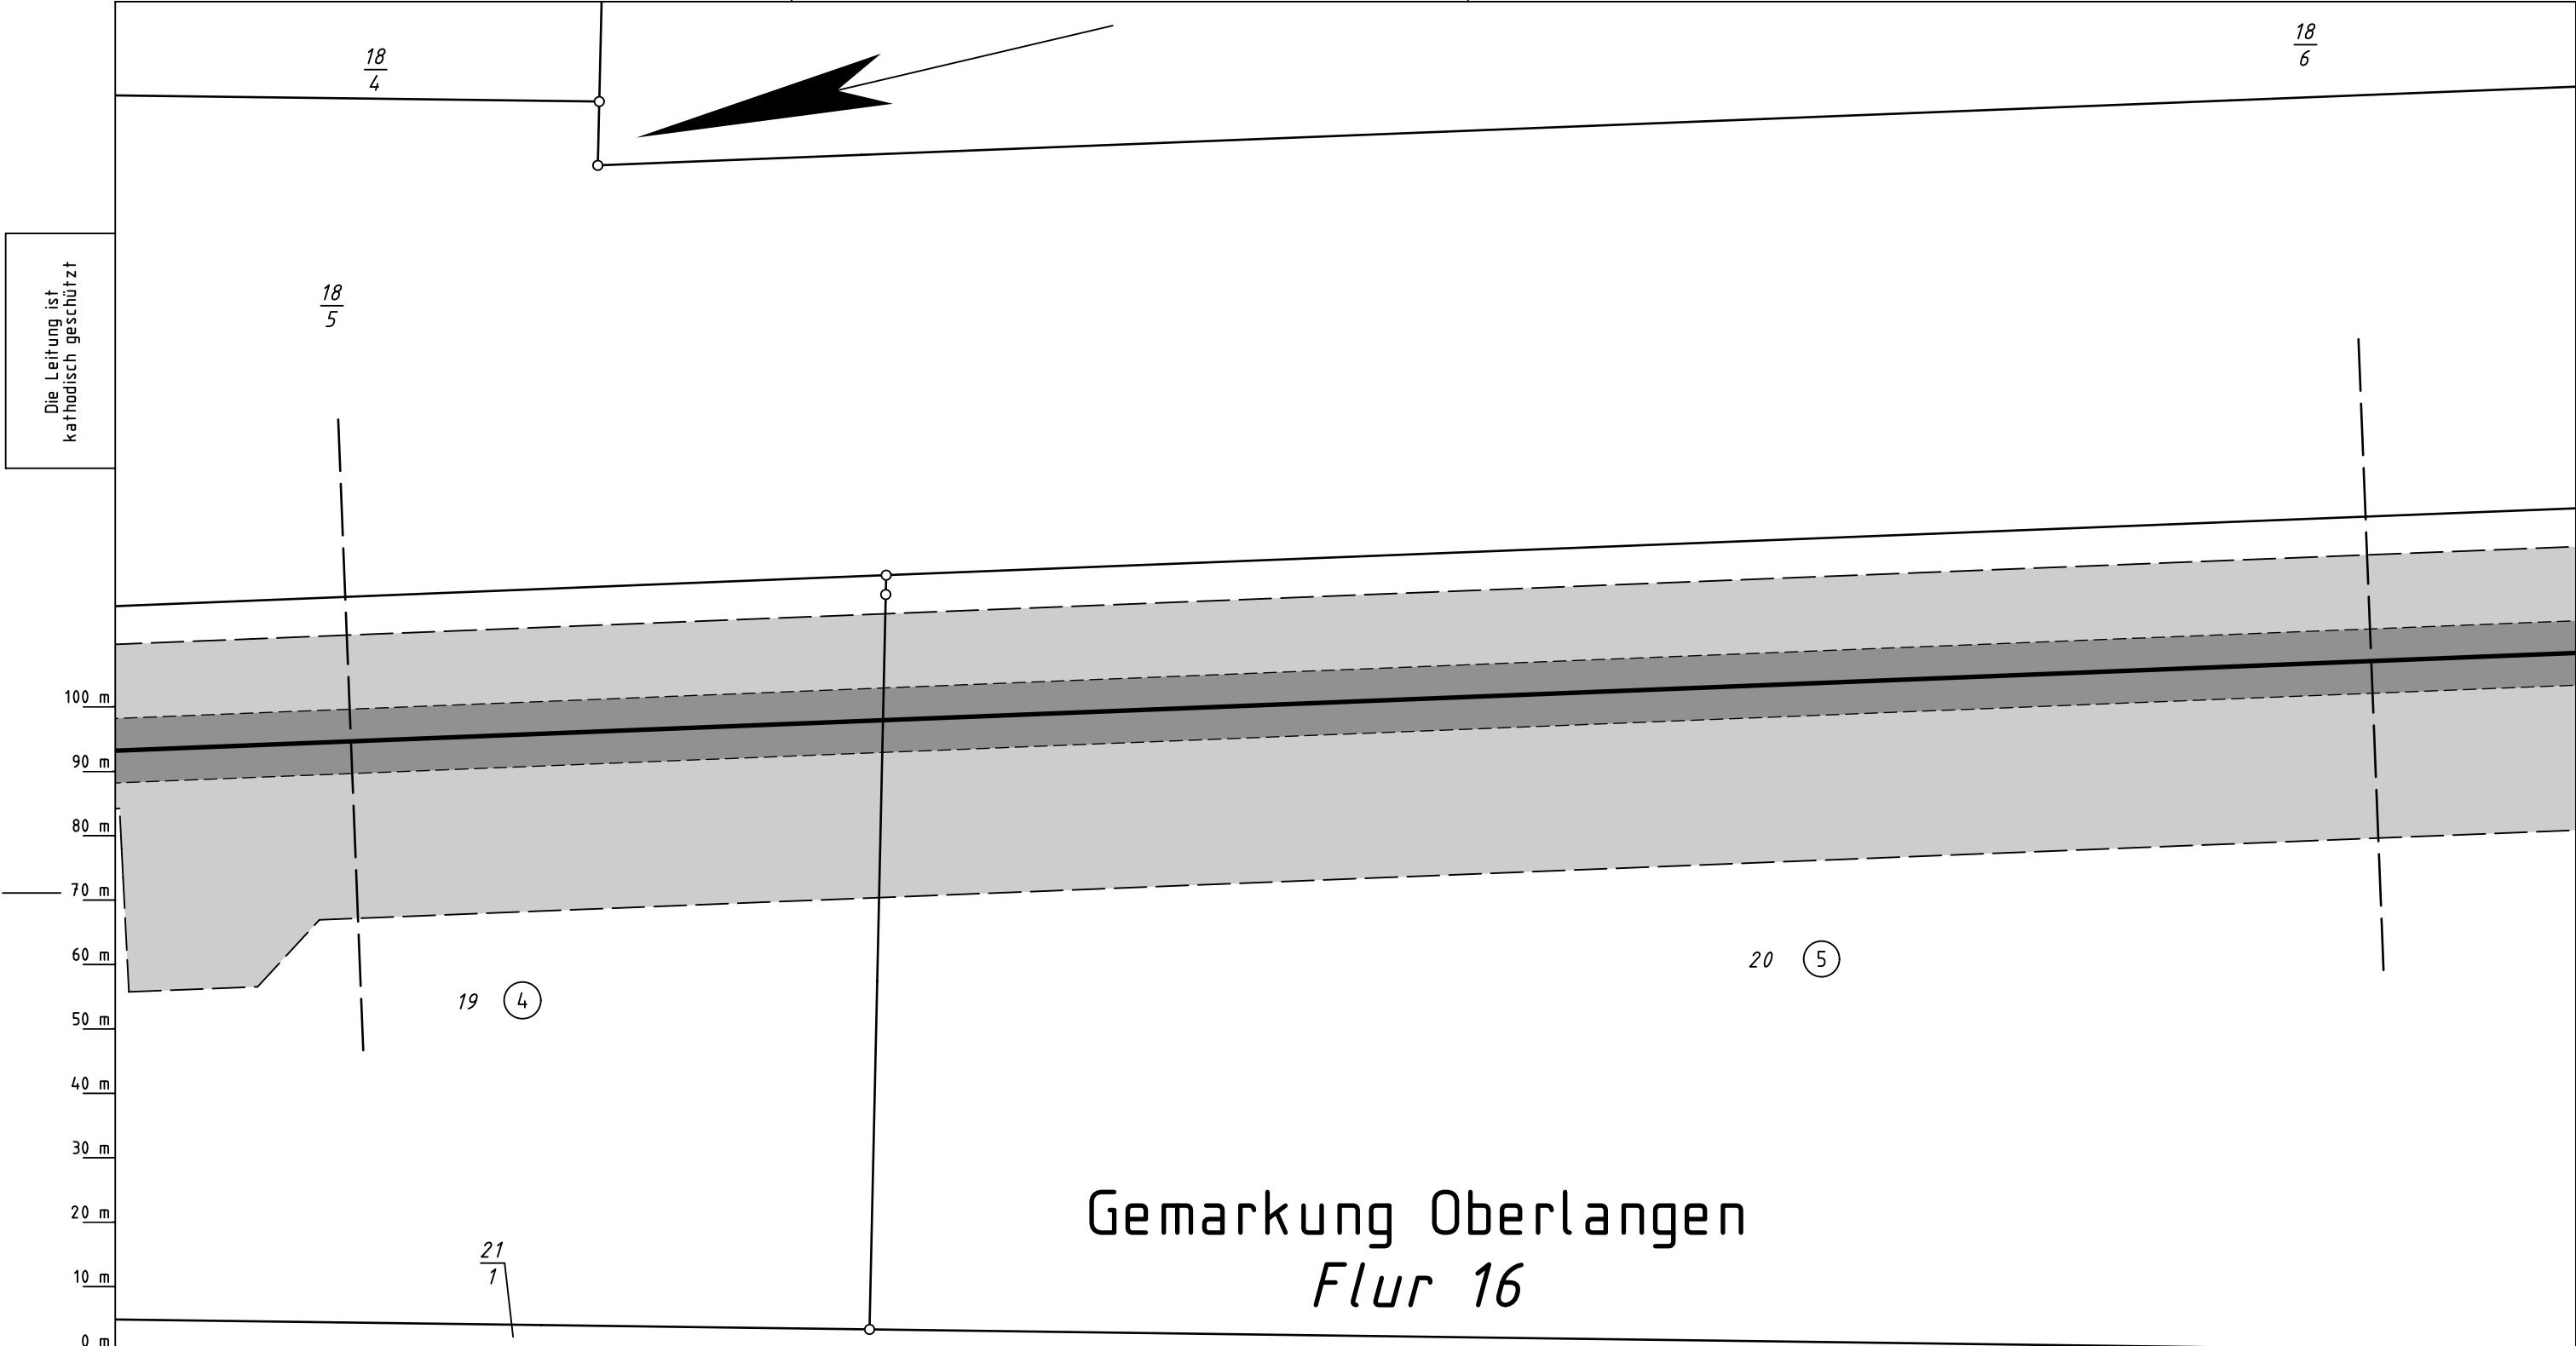 18
4
18
6
Die Leitung ist
kathodisch geschützt
18
5
100 m
90 m
80 m
70 m
60 m
50 m
40 m
30 m
20 m
10 m
0 m
20 5
19 4
Gemarkung Oberlangen
Flur 16
21
1